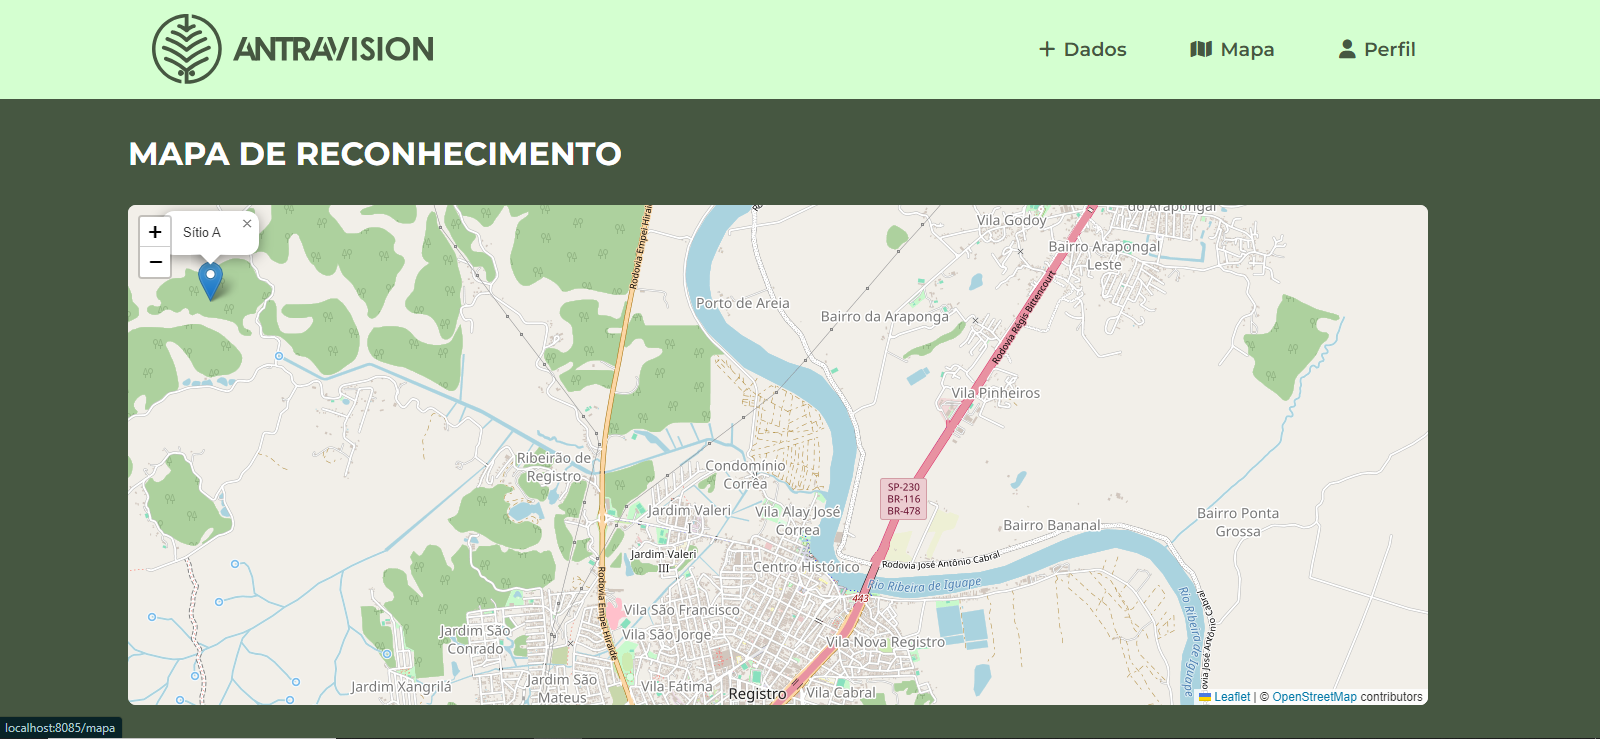 ANTRAVISION
Dados
Mapa
Perfil
MAPA DE RECONHECIMENTO
+
−
Sítio A
×
Rodovia Empei Hiraide
Vila Godoy
do Arapongal
Bairro Arapongal
Leste
Porto de Areia
Bairro da Araponga
Rodovia Régis Bittencourt
Vila Pinheiros
Ribeirão de
Registro
Condomínio
Corrêa
SP-230
BR-116
BR-478
Jardim Valeri
I
Vila Alay José
Correa
Bairro Bananal
Bairro Ponta
Grossa
Jardim Valeri
III
Centro Histórico
Rodovia José Antônio Cabral
Rio Ribeira de Iguape
443
Rodovia Empei Hiraide
Vila São Francisco
Vila São Jorge
Jardim São
Conrado
Vila Nova Registro
Rio Ribeira de Iguape
José Antônio Cabral
Jardim Xangrilá
Jardim São
Mateus
Vila Fátima
Registro
Vila Cabral
Leaflet | © OpenStreetMap contributors
localhost:8085/mapa